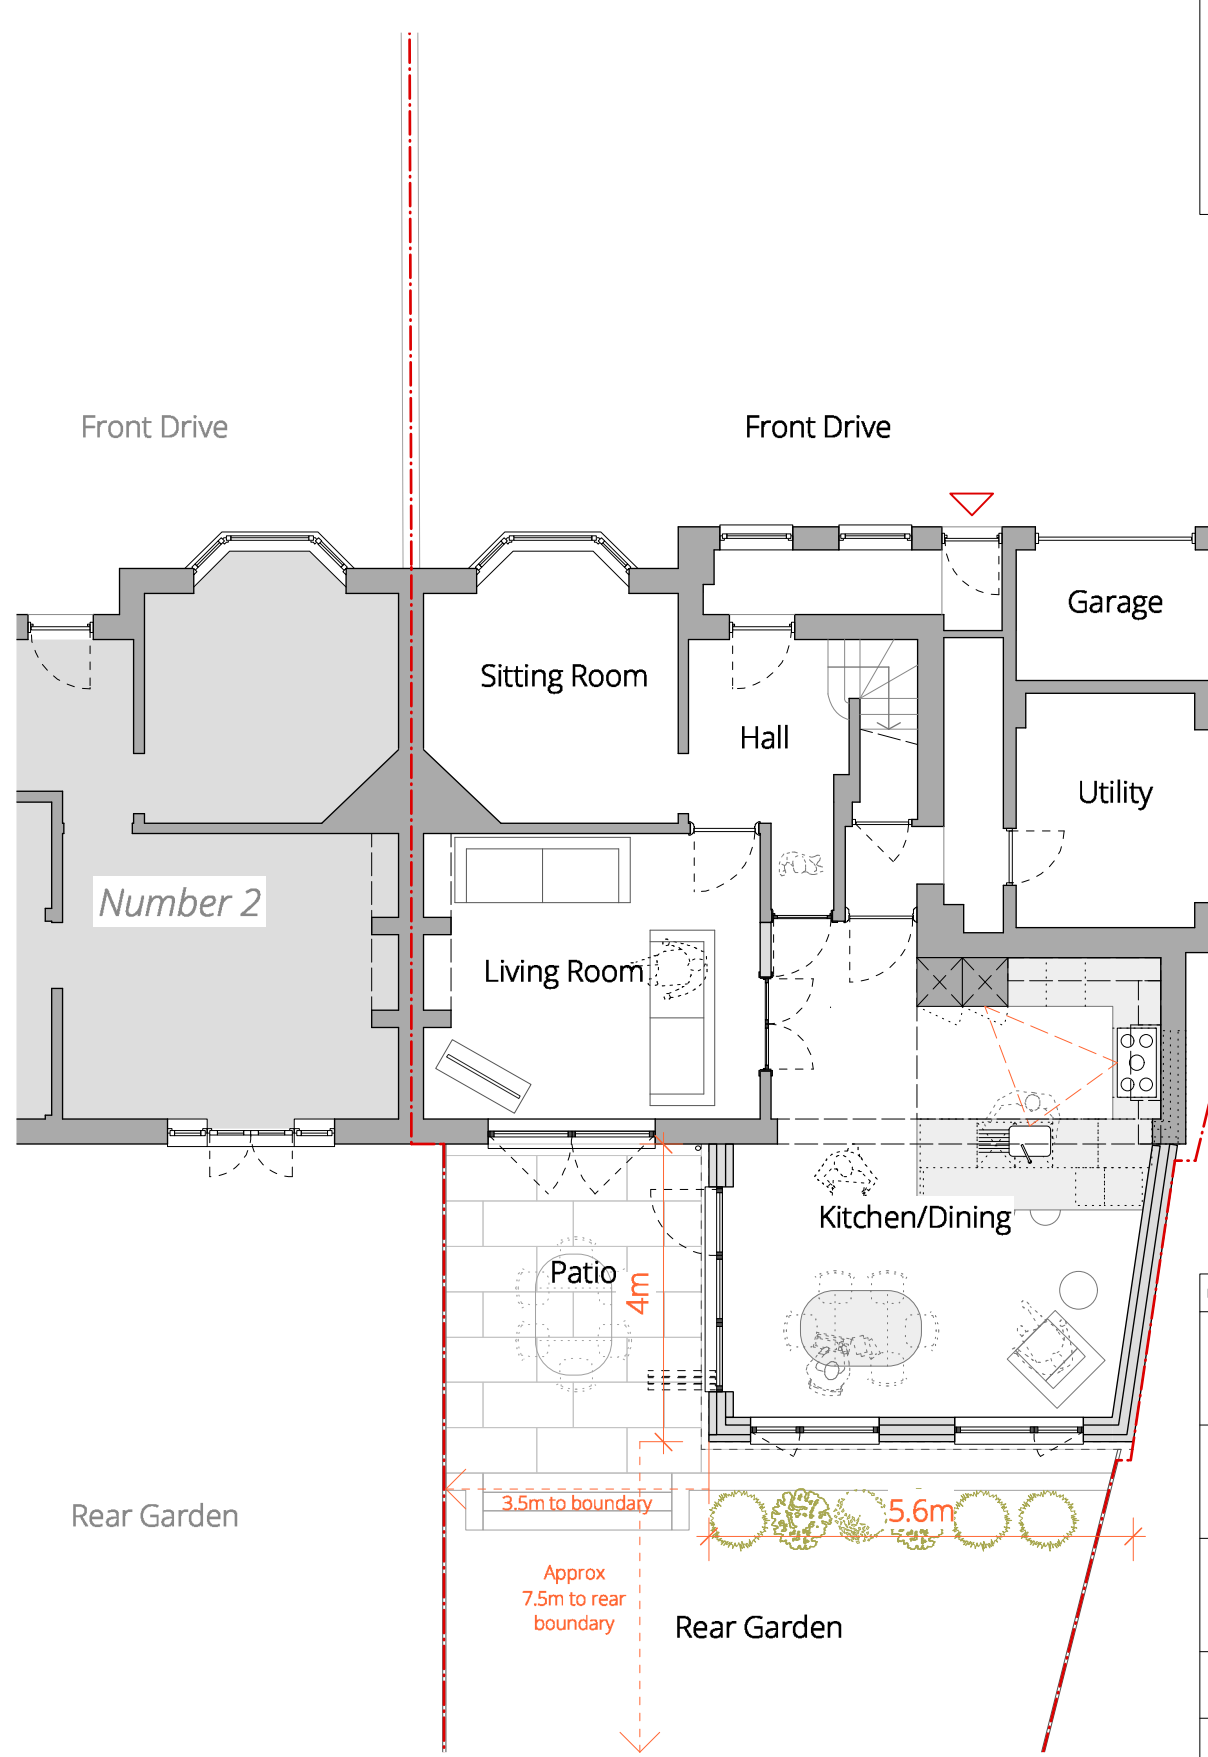 Front Drive
Front Drive
Garage
Sitting Room
Hall
Utility
Number 2
Living Room
Kitchen/Dining
Patio
4m
3.5m to boundary
5.6m
Rear Garden
Approx
7.5m to rear
boundary
Rear Garden